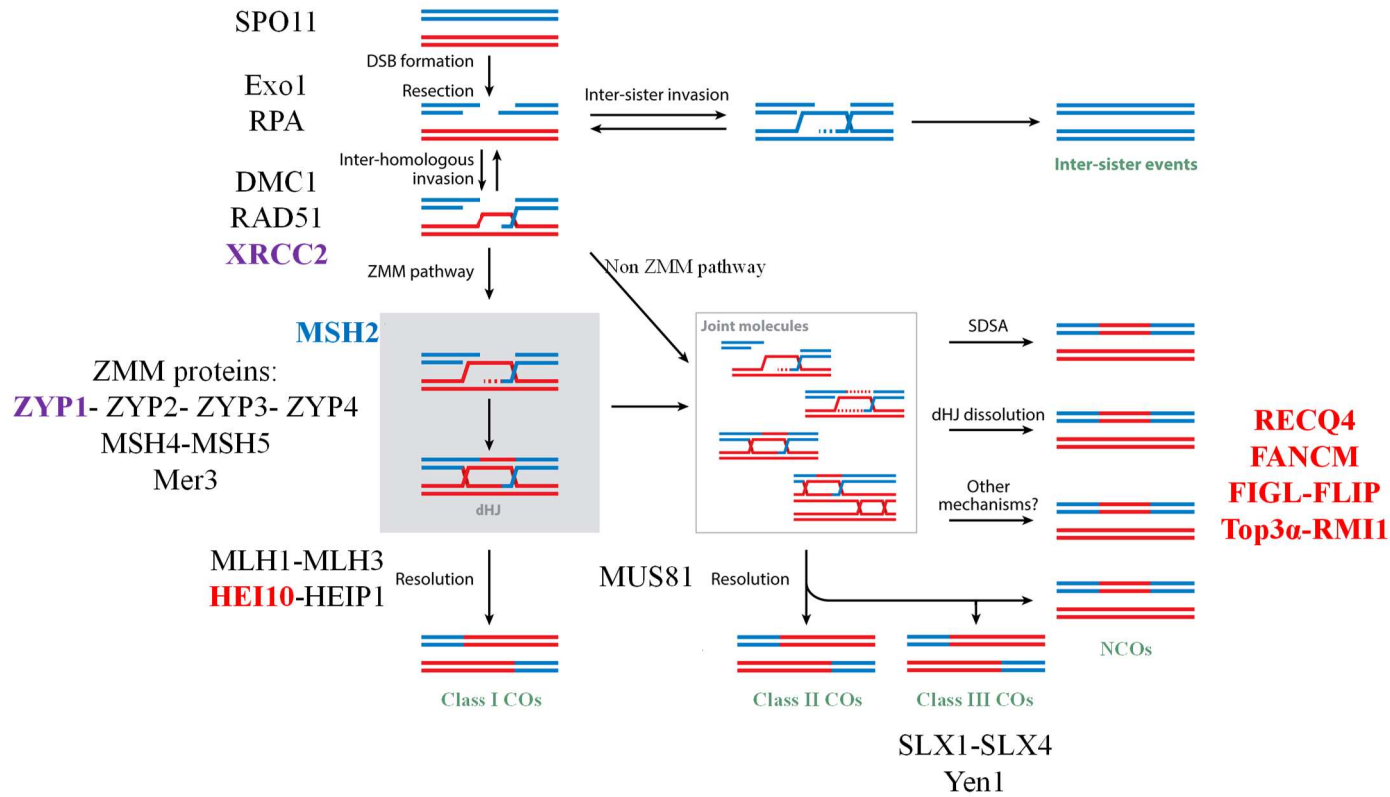 SPO11
DSB formation
Exo1
Resection
RPA
Inter-sister invasion
Inter-sister events
Inter-homologous
invasion
DMC1
RAD51
XRCC2
ZMM pathway
Non ZMM pathway
MSH2
ZMM proteins:
ZYP1- ZYP2- ZYP3- ZYP4
MSH4-MSH5
Mer3
dHJ
Joint molecules
SDSA
dHJ dissolution
Other
mechanisms?
RECQ4
FANCM
FIGL-FLIP
Top3α-RMI1
MLH1-MLH3
HEI10-HEIP1
Resolution
MUS81
Resolution
NCOs
Class I COs
Class II COs
Class III COs
SLX1-SLX4
Yen1